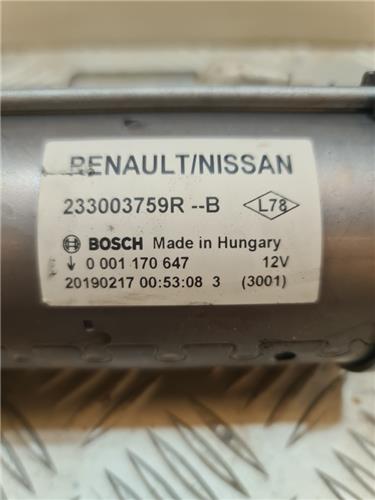 RENAULT/NISSAN
233003759R --B L78
BOSCH Made in Hungary
↓ 0 001 170 647 12V
20190217 00:53:08 3 (3001)